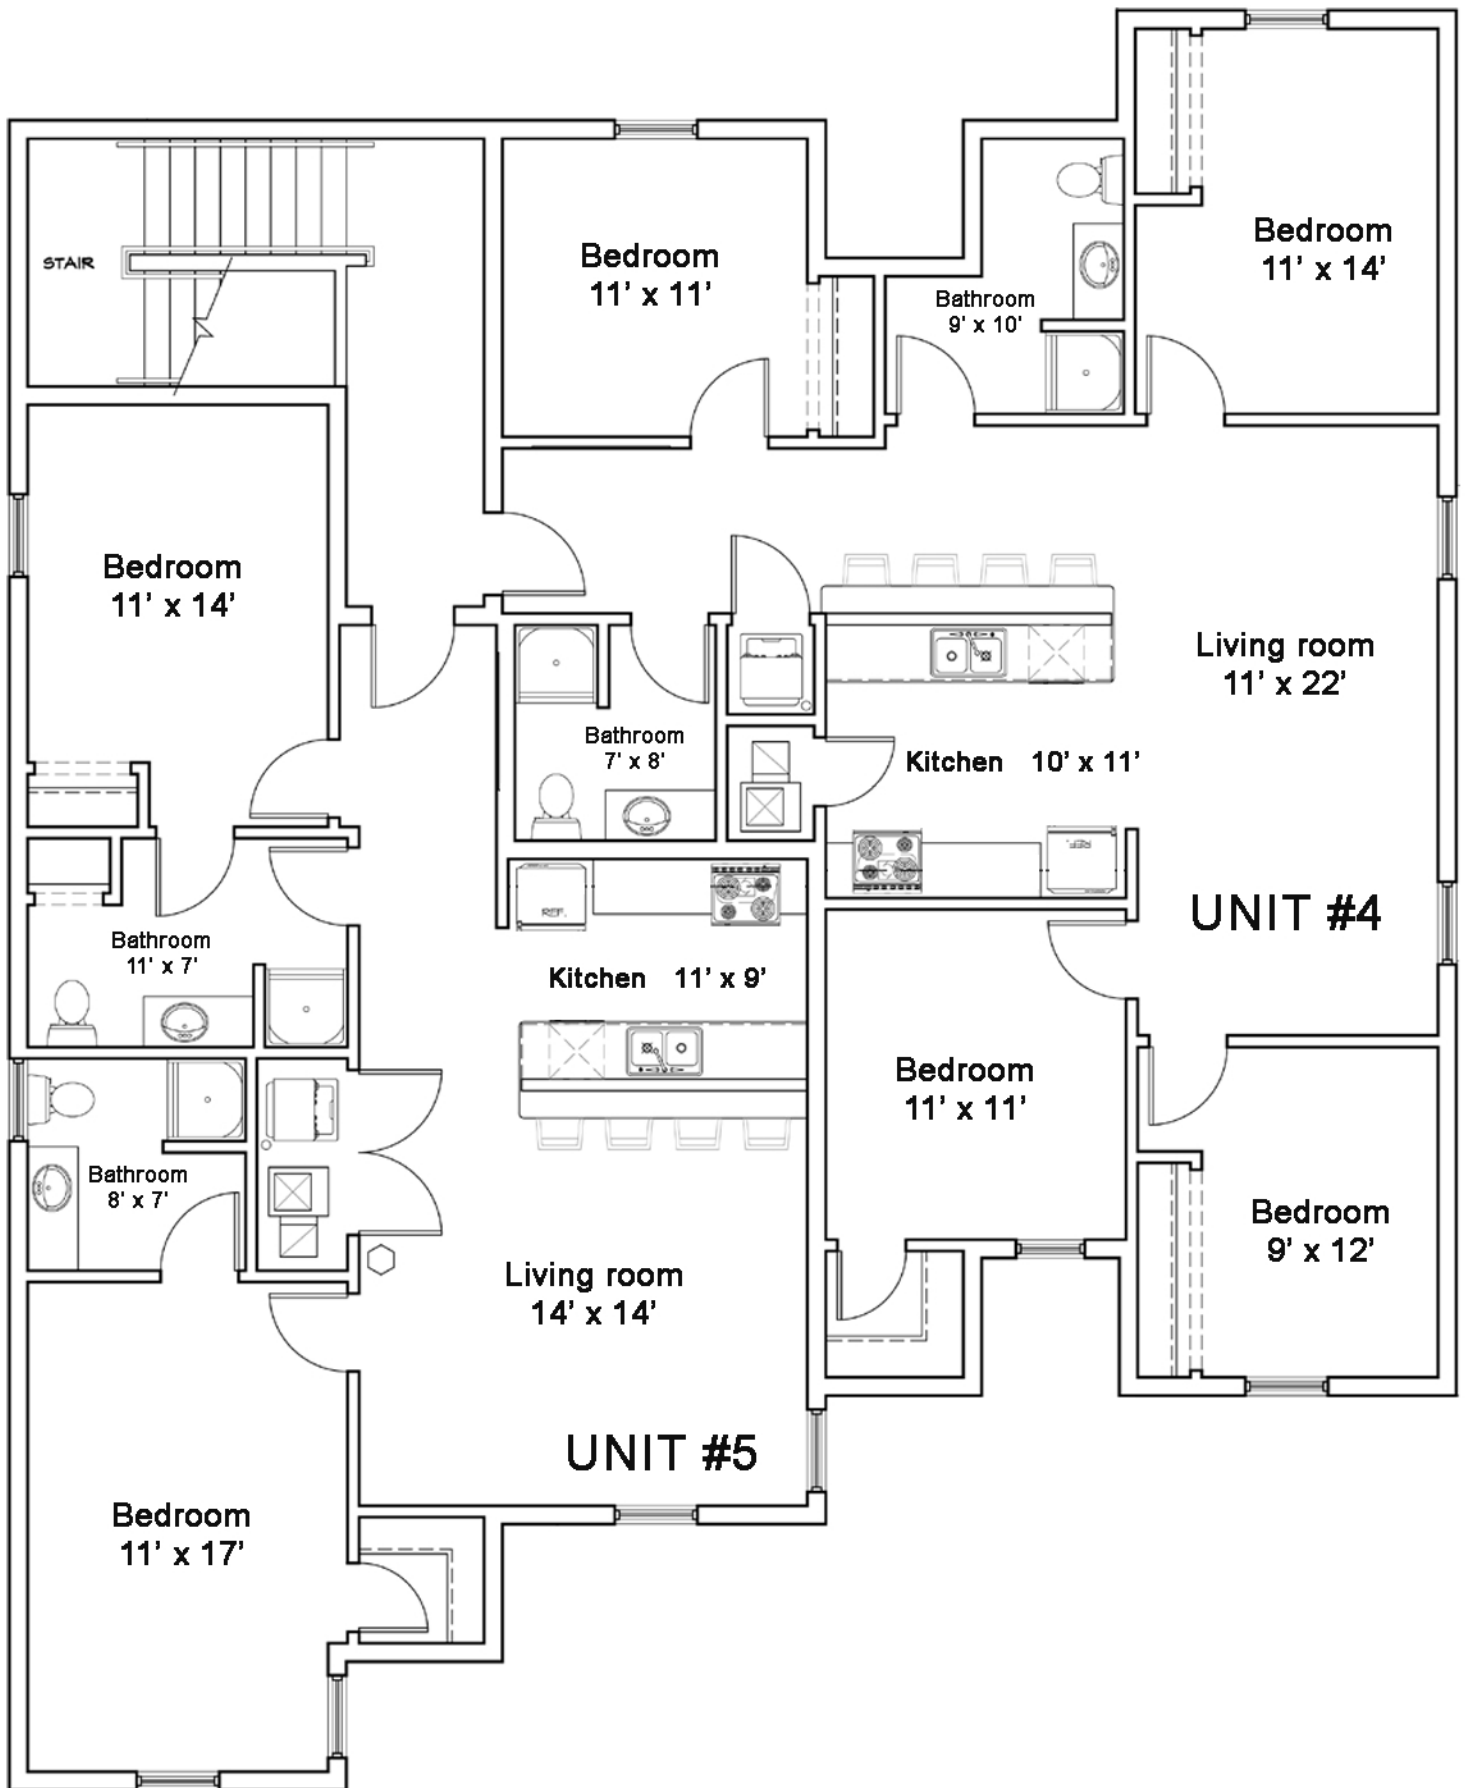 STAIR
Bedroom
11’ x 11’
Bathroom
9’ x 10’
Bedroom
11’ x 14’
Bedroom
11’ x 14’
Living room
11’ x 22’
Bathroom
7’ x 8’
Kitchen 10’ x 11’
REF.
UNIT #4
Bathroom
11’ x 7’
Kitchen 11’ x 9’
Bedroom
11’ x 11’
Bathroom
8’ x 7’
Bedroom
9’ x 12’
Living room
14’ x 14’
UNIT #5
Bedroom
11’ x 17’